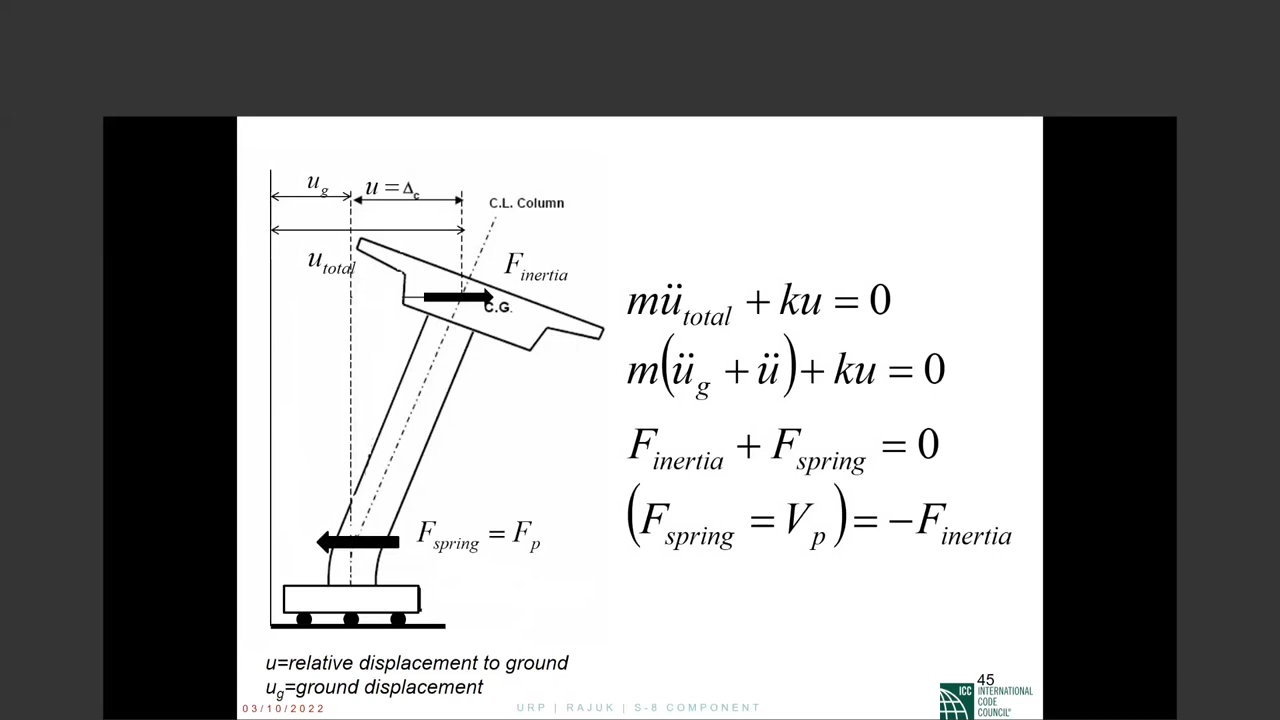 u_g
u = Δ_c
C.L. Column
u_total
F_inertia
C.G.
mü_total + ku = 0
m(ü_g + ü) + ku = 0
F_inertia + F_spring = 0
(F_spring = V_p) = −F_inertia
F_spring = F_p
u=relative displacement to ground
u_g=ground displacement
03/10/2022
URP | RAJUK | S-8 COMPONENT
45
ICC INTERNATIONAL
CODE
COUNCIL®